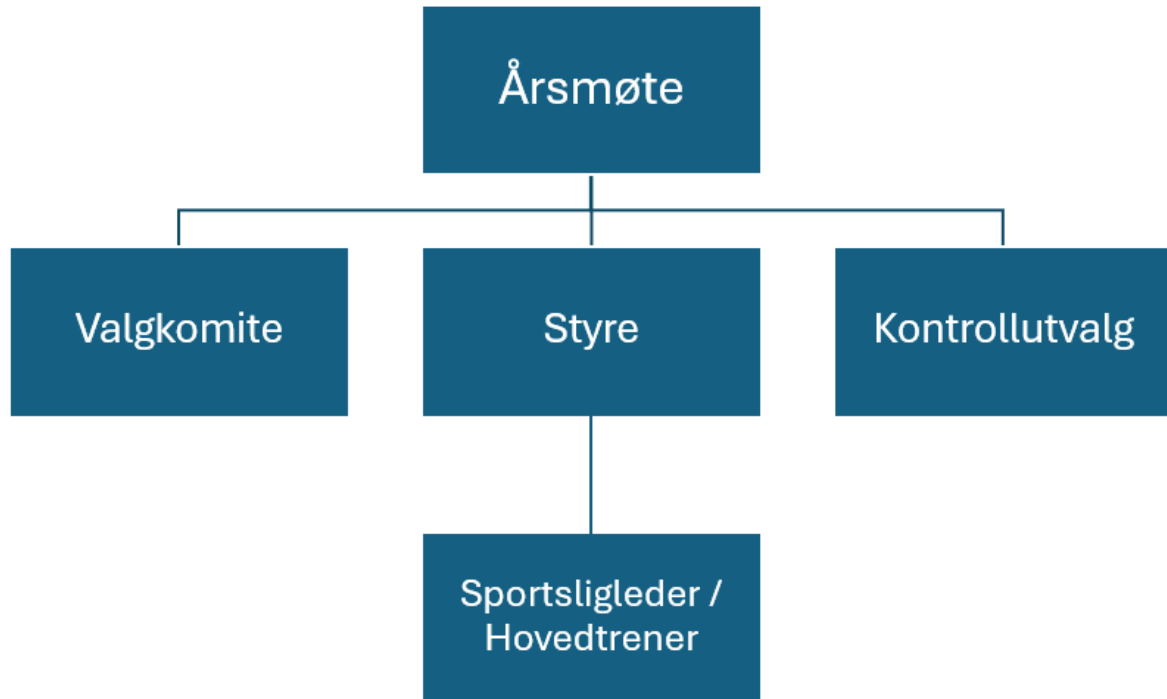 Årsmøte
Valgkomite
Styre
Kontrollutvalg
Sportsligleder /
Hovedtrener